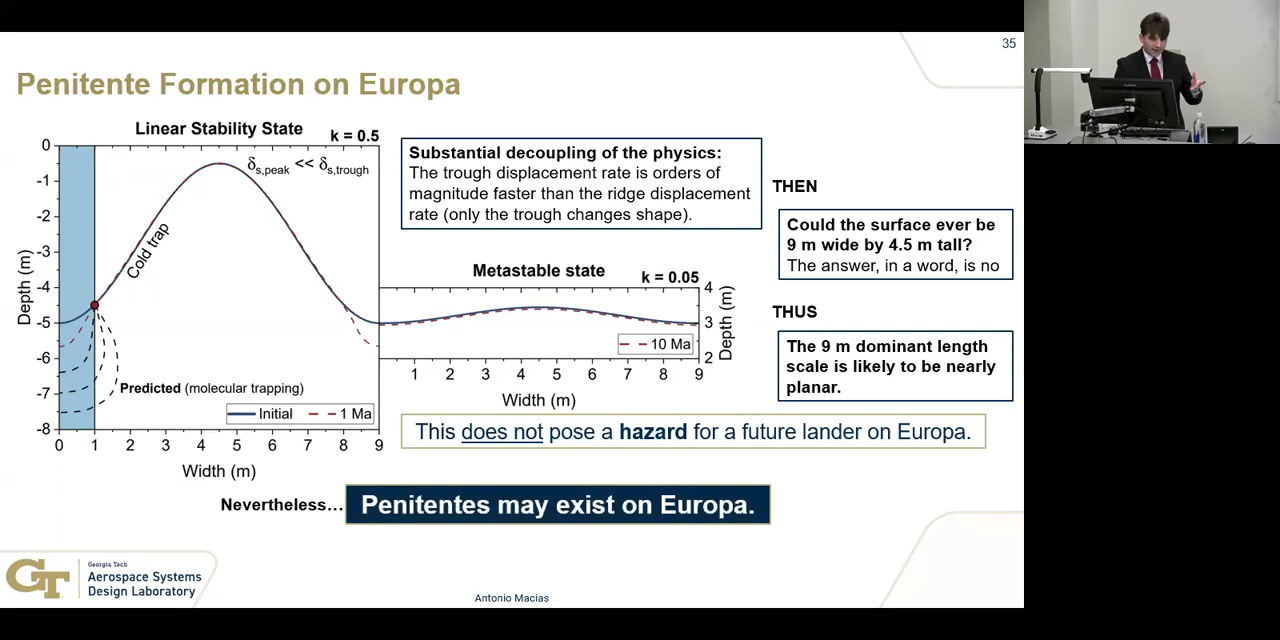 35
Penitente Formation on Europa
Linear Stability State
k = 0.5
δs,peak << δs,trough
Cold trap
Depth (m)
0
-1
-2
-3
-4
-5
-6
-7
-8
Predicted (molecular trapping)
Initial
1 Ma
0 1 2 3 4 5 6 7 8 9
Width (m)
Substantial decoupling of the physics:
The trough displacement rate is orders of
magnitude faster than the ridge displacement
rate (only the trough changes shape).
Metastable state
k = 0.05
4
3
2
Depth (m)
10 Ma
1 2 3 4 5 6 7 8 9
Width (m)
THEN
Could the surface ever be
9 m wide by 4.5 m tall?
The answer, in a word, is no
THUS
The 9 m dominant length
scale is likely to be nearly
planar.
This does not pose a hazard for a future lander on Europa.
Nevertheless…
Penitentes may exist on Europa.
GT
Georgia Tech
Aerospace Systems
Design Laboratory
Antonio Macias